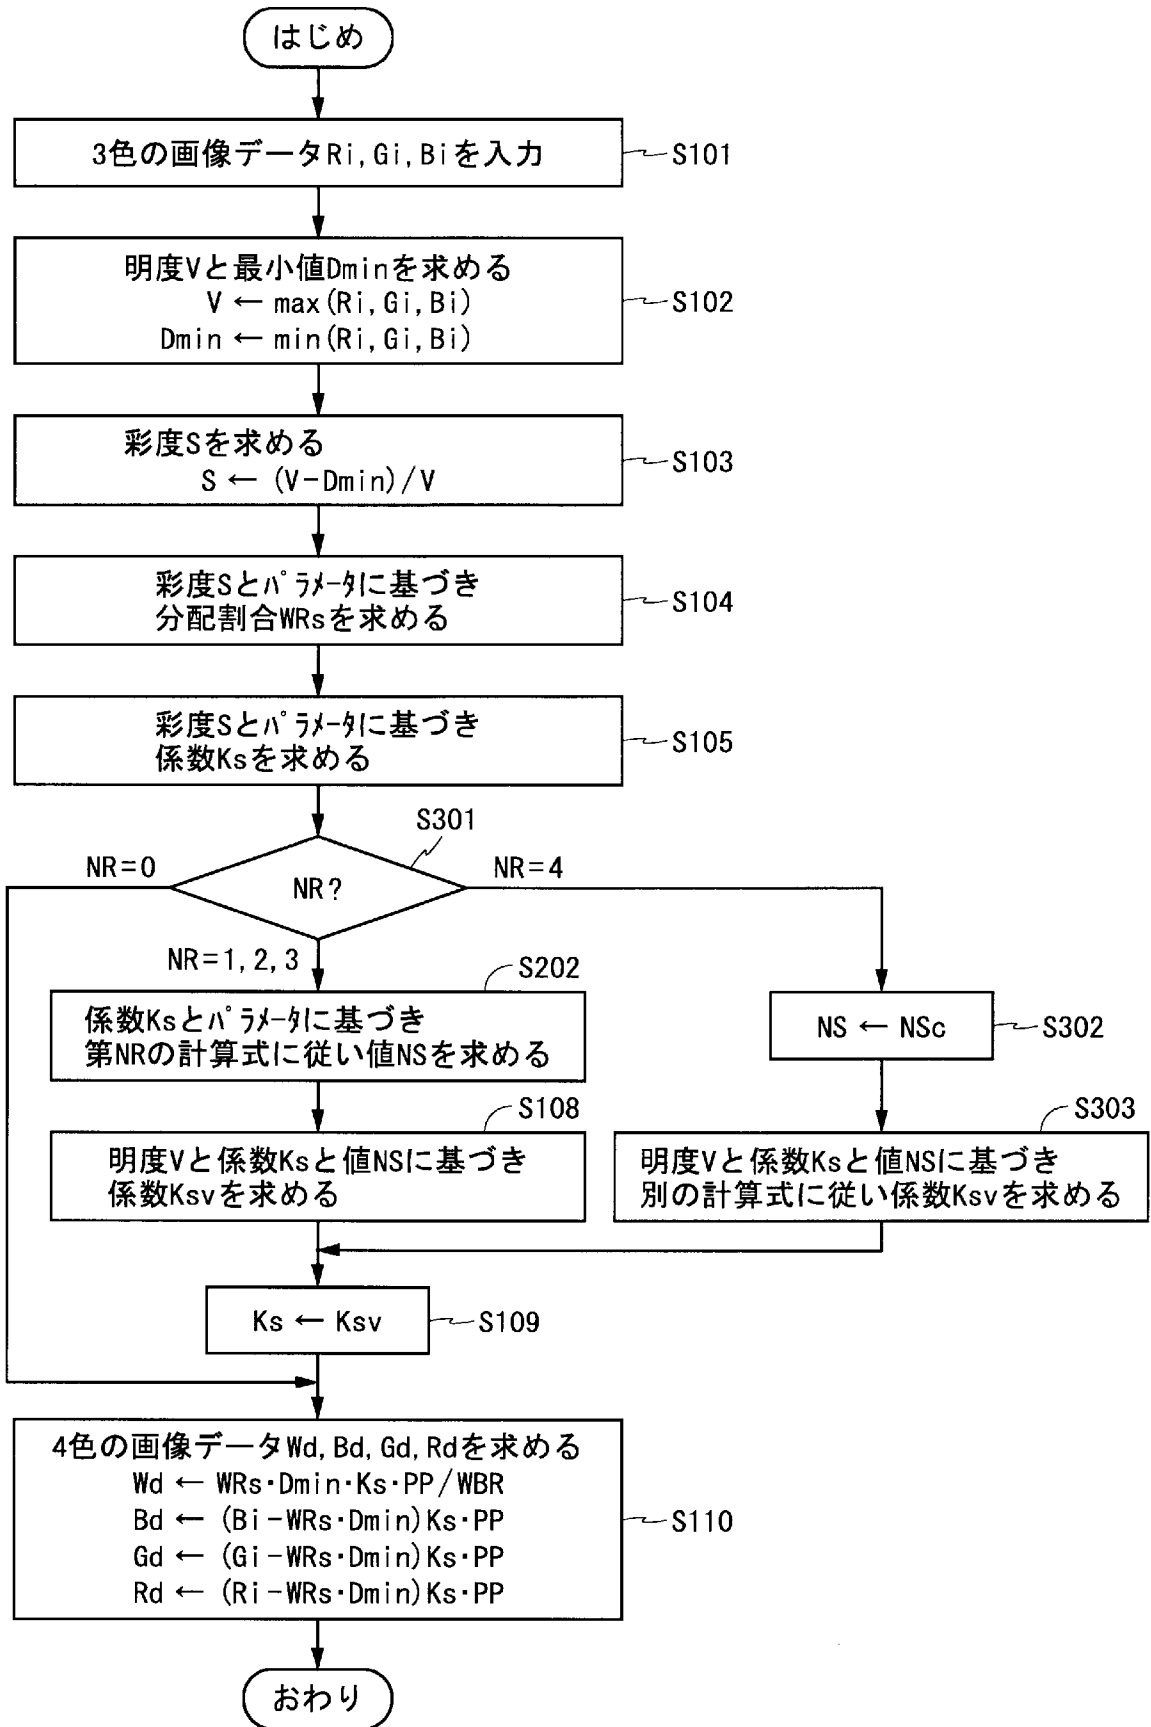 はじめ
3色の画像データRi,Gi,Biを入力
S101
明度Vと最小値Dminを求める
V ← max(Ri,Gi,Bi)
Dmin ← min(Ri,Gi,Bi)
S102
彩度Sを求める
S ← (V-Dmin)/V
S103
彩度Sとﾊﾟﾗﾒｰﾀに基づき
分配割合WRsを求める
S104
彩度Sとﾊﾟﾗﾒｰﾀに基づき
係数Ksを求める
S105
S301
NR=0
NR?
NR=4
NR=1,2,3
S202
係数Ksとﾊﾟﾗﾒｰﾀに基づき
第NRの計算式に従い値NSを求める
NS ← NSc
S302
S108
明度Vと係数Ksと値NSに基づき
係数Ksvを求める
S303
明度Vと係数Ksと値NSに基づき
別の計算式に従い係数Ksvを求める
Ks ← Ksv
S109
4色の画像データWd,Bd,Gd,Rdを求める
Wd ← WRs・Dmin・Ks・PP/WBR
Bd ← (Bi-WRs・Dmin)Ks・PP
Gd ← (Gi-WRs・Dmin)Ks・PP
Rd ← (Ri-WRs・Dmin)Ks・PP
S110
おわり